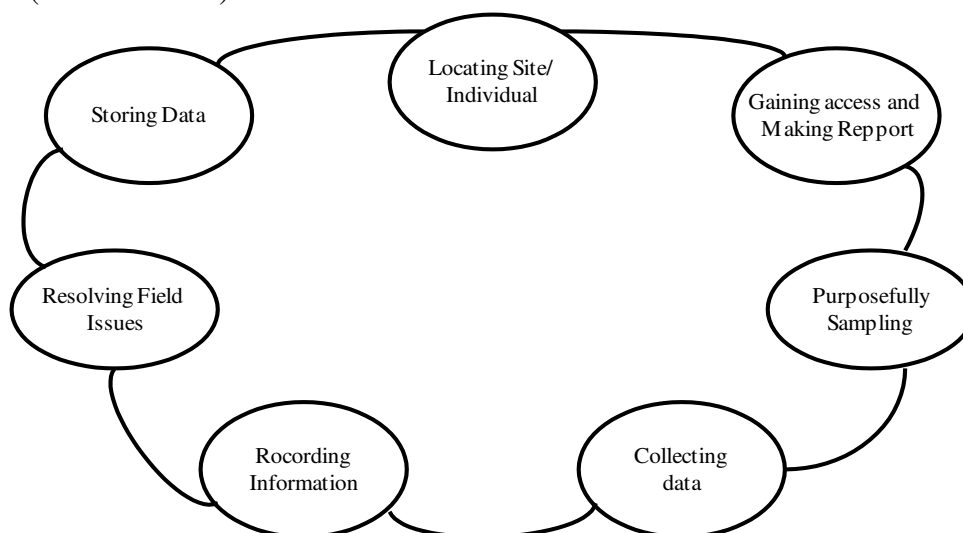 Locating Site/
Individual
Gaining access and
Making Repport
Purposefully
Sampling
Collecting
data
Rocording
Information
Resolving Field
Issues
Storing Data